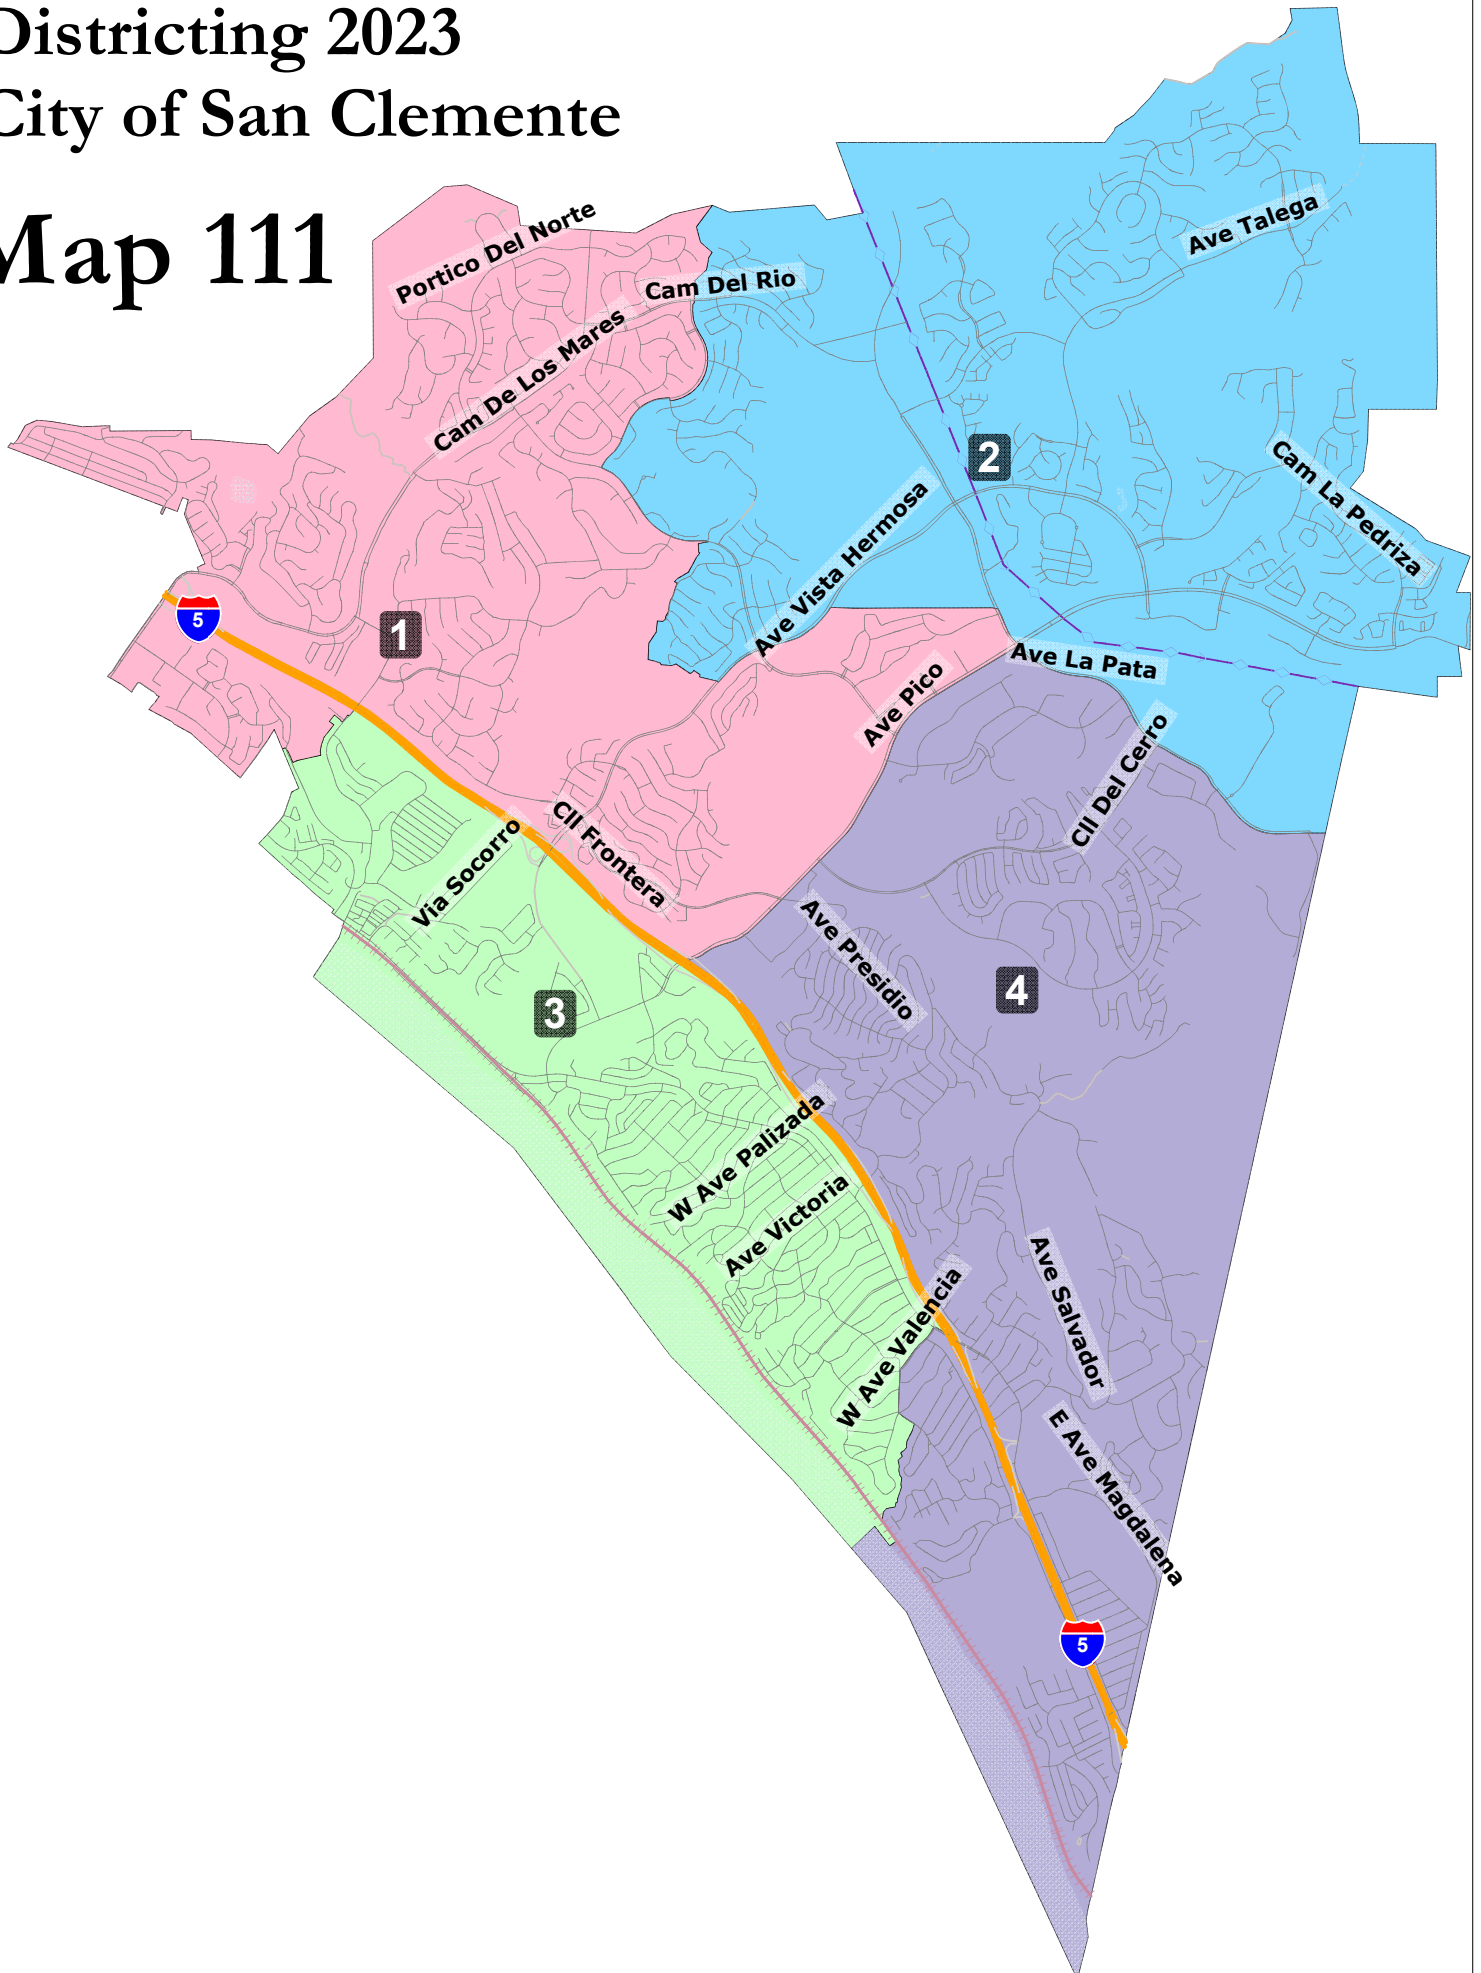 Districting 2023
City of San Clemente
Map 111
Portico Del Norte
Cam Del Rio
Ave Talega
Cam De Los Mares
2
Cam La Pedriza
Ave Vista Hermosa
5
1
Ave La Pata
Ave Pico
Cll Del Cerro
Cll Frontera
Via Socorro
Ave Presidio
4
3
W Ave Palizada
Ave Victoria
W Ave Valencia
Ave Salvador
E Ave Magdalena
5